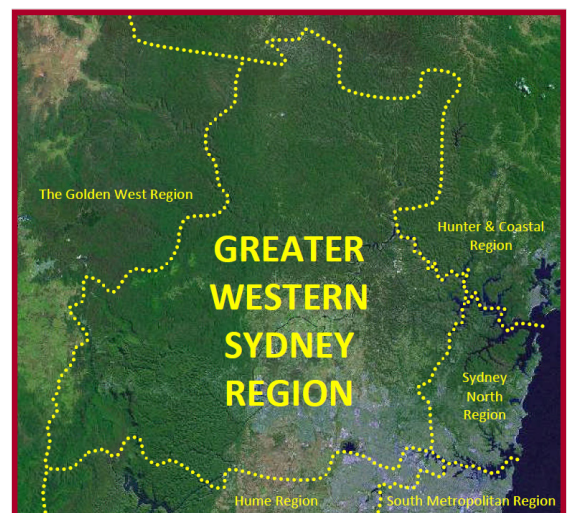 The Golden West Region
Hunter & Coastal
Region
GREATER
WESTERN
SYDNEY
REGION
Sydney
North
Region
Hume Region
South Metropolitan Region